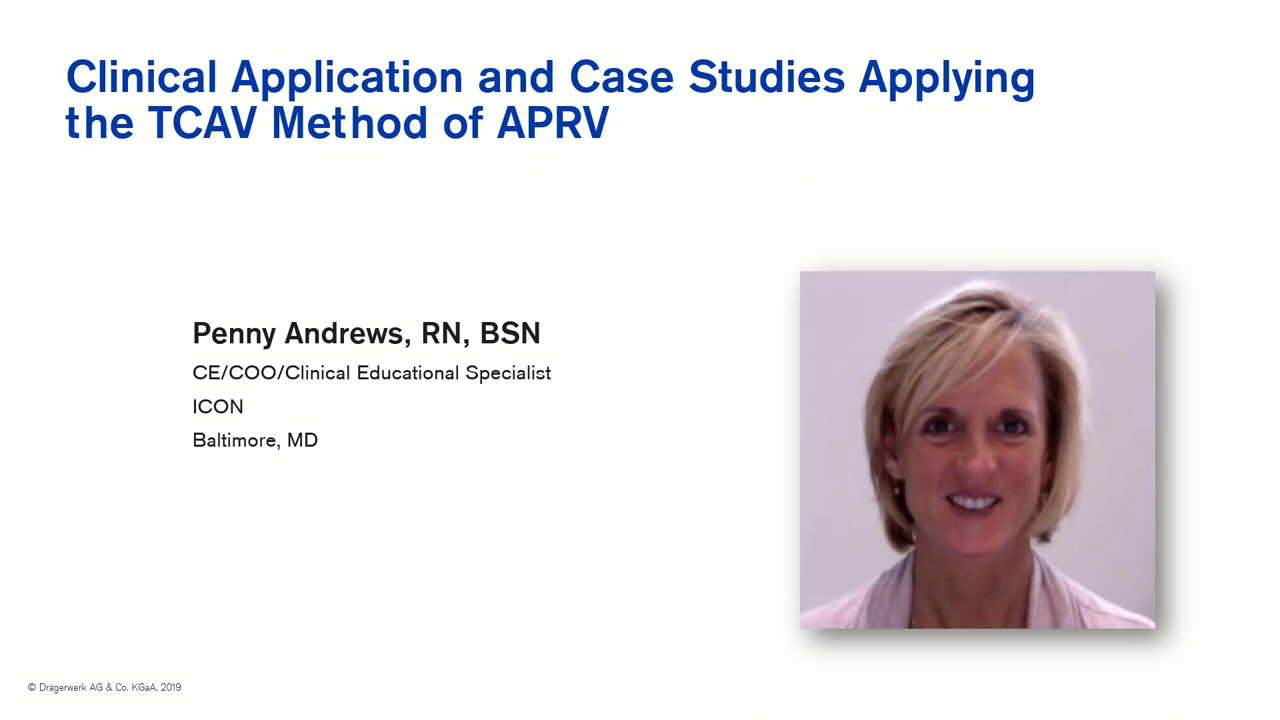 Clinical Application and Case Studies Applying
the TCAV Method of APRV
Penny Andrews, RN, BSN
CE/COO/Clinical Educational Specialist
ICON
Baltimore, MD
© Drägerwerk AG & Co. KGaA, 2019